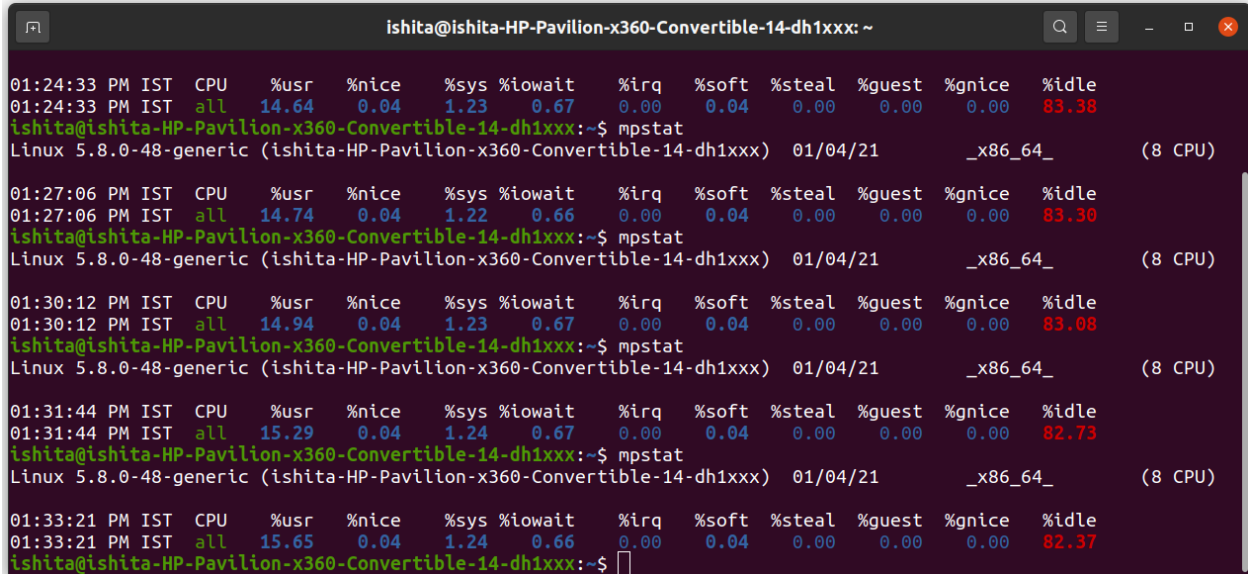 ishita@ishita-HP-Pavilion-x360-Convertible-14-dh1xxx: ~
01:24:33 PM IST  CPU    %usr   %nice    %sys %iowait    %irq   %soft  %steal  %guest  %gnice   %idle
01:24:33 PM IST  all   14.64    0.04    1.23    0.67    0.00    0.04    0.00    0.00    0.00   83.38
ishita@ishita-HP-Pavilion-x360-Convertible-14-dh1xxx:~$ mpstat
Linux 5.8.0-48-generic (ishita-HP-Pavilion-x360-Convertible-14-dh1xxx)  01/04/21        _x86_64_        (8 CPU)
01:27:06 PM IST  CPU    %usr   %nice    %sys %iowait    %irq   %soft  %steal  %guest  %gnice   %idle
01:27:06 PM IST  all   14.74    0.04    1.22    0.66    0.00    0.04    0.00    0.00    0.00   83.30
ishita@ishita-HP-Pavilion-x360-Convertible-14-dh1xxx:~$ mpstat
Linux 5.8.0-48-generic (ishita-HP-Pavilion-x360-Convertible-14-dh1xxx)  01/04/21        _x86_64_        (8 CPU)
01:30:12 PM IST  CPU    %usr   %nice    %sys %iowait    %irq   %soft  %steal  %guest  %gnice   %idle
01:30:12 PM IST  all   14.94    0.04    1.23    0.67    0.00    0.04    0.00    0.00    0.00   83.08
ishita@ishita-HP-Pavilion-x360-Convertible-14-dh1xxx:~$ mpstat
Linux 5.8.0-48-generic (ishita-HP-Pavilion-x360-Convertible-14-dh1xxx)  01/04/21        _x86_64_        (8 CPU)
01:31:44 PM IST  CPU    %usr   %nice    %sys %iowait    %irq   %soft  %steal  %guest  %gnice   %idle
01:31:44 PM IST  all   15.29    0.04    1.24    0.67    0.00    0.04    0.00    0.00    0.00   82.73
ishita@ishita-HP-Pavilion-x360-Convertible-14-dh1xxx:~$ mpstat
Linux 5.8.0-48-generic (ishita-HP-Pavilion-x360-Convertible-14-dh1xxx)  01/04/21        _x86_64_        (8 CPU)
01:33:21 PM IST  CPU    %usr   %nice    %sys %iowait    %irq   %soft  %steal  %guest  %gnice   %idle
01:33:21 PM IST  all   15.65    0.04    1.24    0.66    0.00    0.04    0.00    0.00    0.00   82.37
ishita@ishita-HP-Pavilion-x360-Convertible-14-dh1xxx:~$